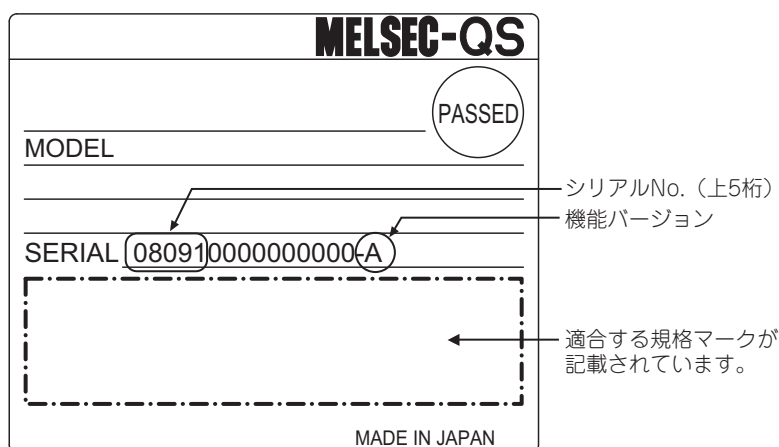 MELSEC-QS
PASSED
MODEL
シリアルNo.（上5桁）
機能バージョン
SERIAL 080910000000000-A
適合する規格マークが
記載されています。
MADE IN JAPAN